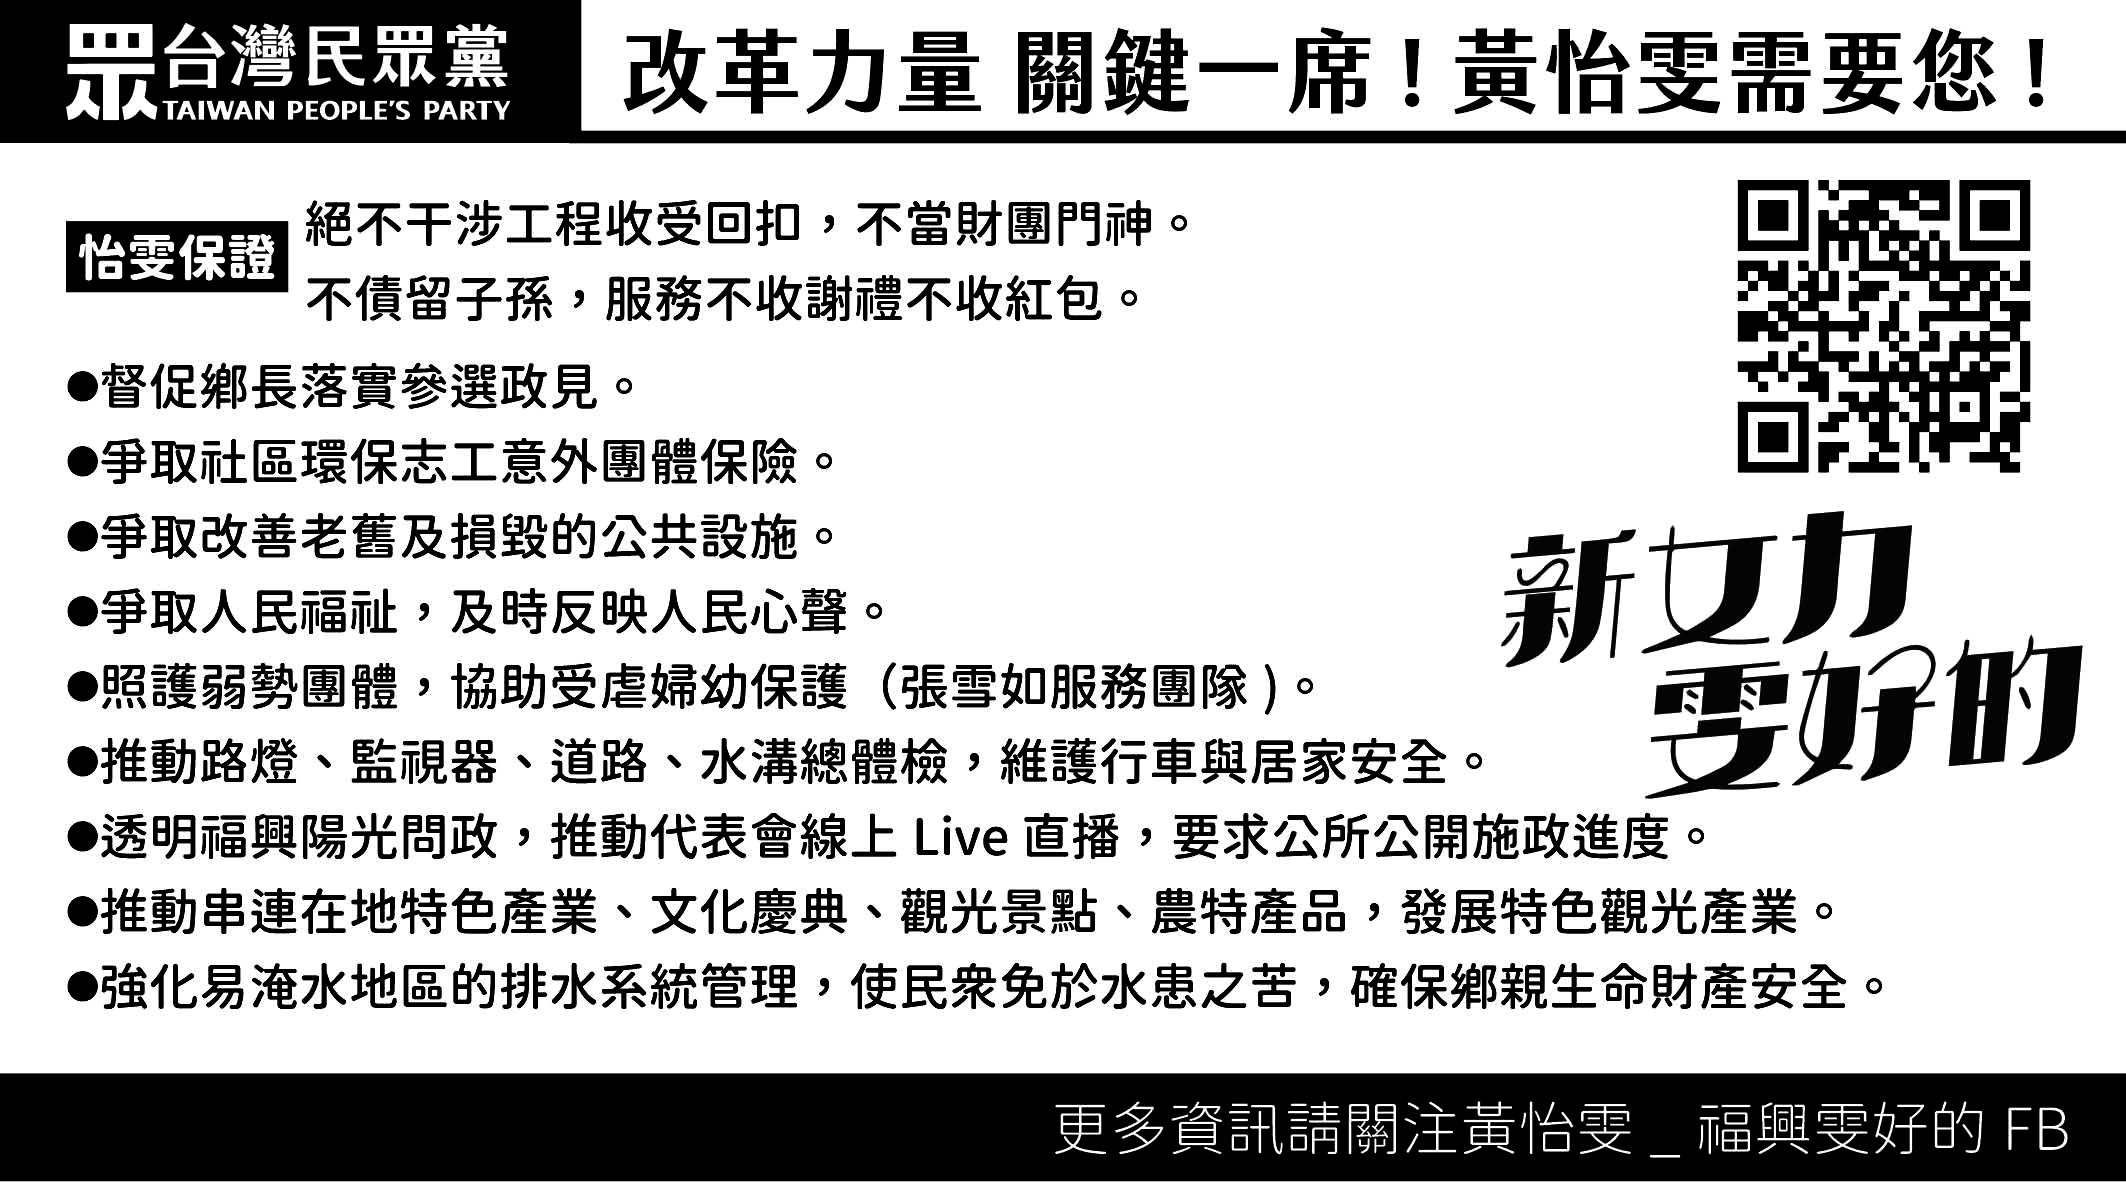 眾台灣民眾黨
TAIWAN PEOPLE'S PARTY
改革力量 關鍵一席！黃怡雯需要您！
怡雯保證
絕不干涉工程收受回扣，不當財團門神。
不債留子孫，服務不收謝禮不收紅包。
●督促鄉長落實參選政見。
●爭取社區環保志工意外團體保險。
●爭取改善老舊及損毀的公共設施。
●爭取人民福祉，及時反映人民心聲。
●照護弱勢團體，協助受虐婦幼保護（張雪如服務團隊)。
●推動路燈、監視器、道路、水溝總體檢，維護行車與居家安全。
●透明福興陽光問政，推動代表會線上 Live 直播，要求公所公開施政進度。
●推動串連在地特色產業、文化慶典、觀光景點、農特產品，發展特色觀光產業。
●強化易淹水地區的排水系統管理，使民眾免於水患之苦，確保鄉親生命財產安全。
新女力
雯好的
更多資訊請關注黃怡雯 _ 福興雯好的 FB